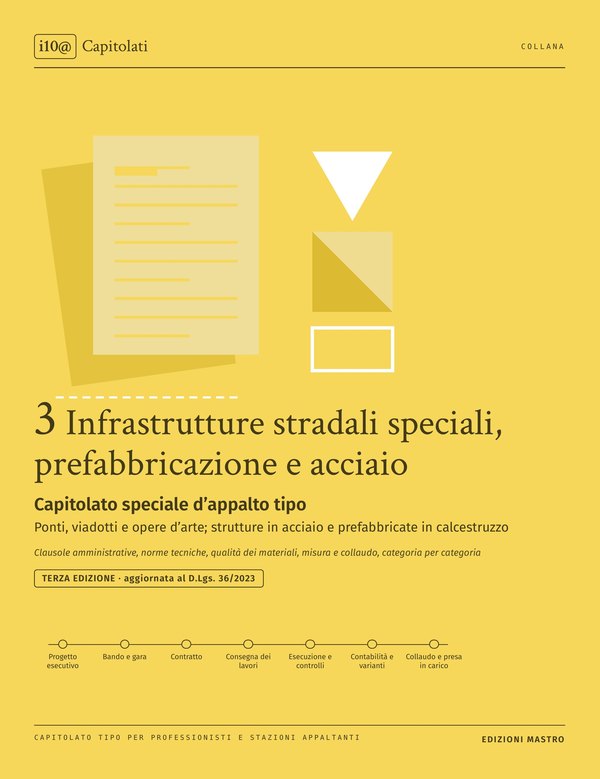 i10@ Capitolati
COLLANA
3 Infrastrutture stradali speciali,
prefabbricazione e acciaio
Capitolato speciale d’appalto tipo
Ponti, viadotti e opere d’arte; strutture in acciaio e prefabbricate in calcestruzzo
Clausole amministrative, norme tecniche, qualità dei materiali, misura e collaudo, categoria per categoria
TERZA EDIZIONE · aggiornata al D.Lgs. 36/2023
Progetto
esecutivo
Bando e gara
Contratto
Consegna dei
lavori
Esecuzione e
controlli
Contabilità e
varianti
Collaudo e presa
in carico
CAPITOLATO TIPO PER PROFESSIONISTI E STAZIONI APPALTANTI
EDIZIONI MASTRO